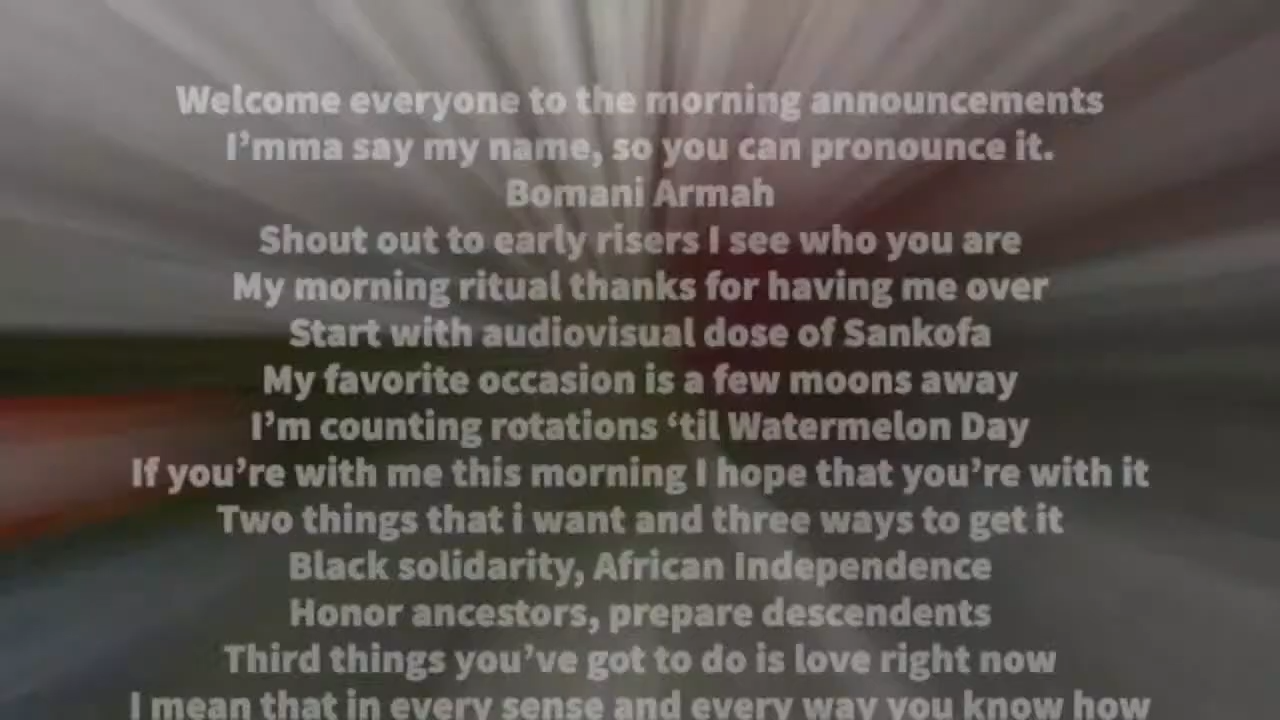 Welcome everyone to the morning announcements
I’mma say my name, so you can pronounce it.
Bomani Armah
Shout out to early risers I see who you are
My morning ritual thanks for having me over
Start with audiovisual dose of Sankofa
My favorite occasion is a few moons away
I’m counting rotations ‘til Watermelon Day
If you’re with me this morning I hope that you’re with it
Two things that i want and three ways to get it
Black solidarity, African Independence
Honor ancestors, prepare descendents
Third things you’ve got to do is love right now
I mean that in every sense and every way you know how